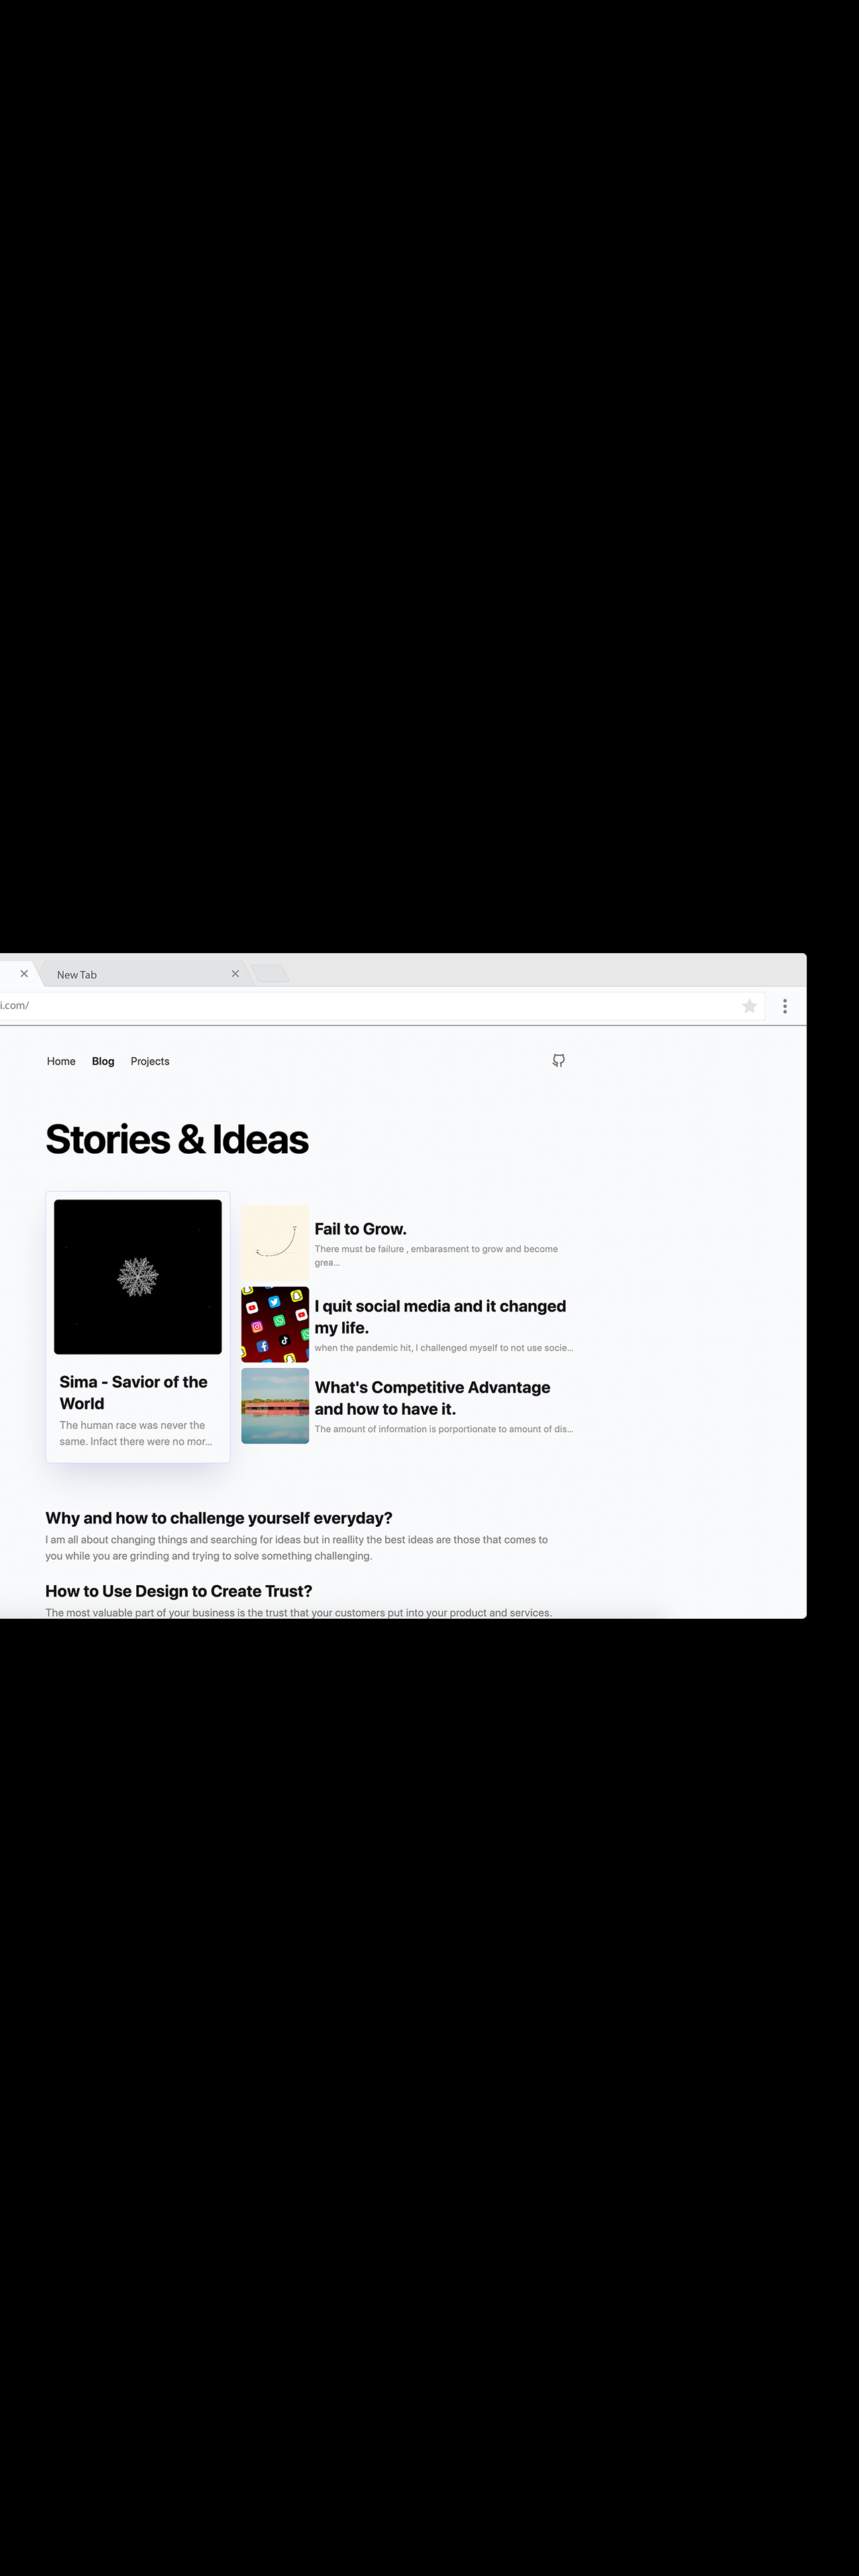 New Tab
i.com/
Home Blog Projects
Stories & Ideas
Sima - Savior of the
World
The human race was never the
same. Infact there were no mor...
Fail to Grow.
There must be failure , embarasment to grow and become
grea...
I quit social media and it changed
my life.
when the pandemic hit, I challenged myself to not use socie...
What's Competitive Advantage
and how to have it.
The amount of information is porportionate to amount of dis...
Why and how to challenge yourself everyday?
I am all about changing things and searching for ideas but in reallity the best ideas are those that comes to
you while you are grinding and trying to solve something challenging.
How to Use Design to Create Trust?
The most valuable part of your business is the trust that your customers put into your product and services.